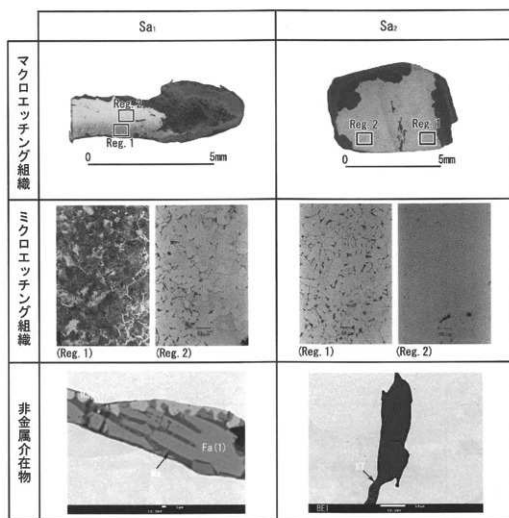 Sa₁ Sa₂
マクロエッチング組織
Reg. 2
Reg. 1
0 5mm
Reg. 2
0 5mm
ミクロエッチング組織
(Reg. 1) (Reg. 2)
(Reg. 1) (Reg. 2)
非金属介在物
Fa(1)
BEI